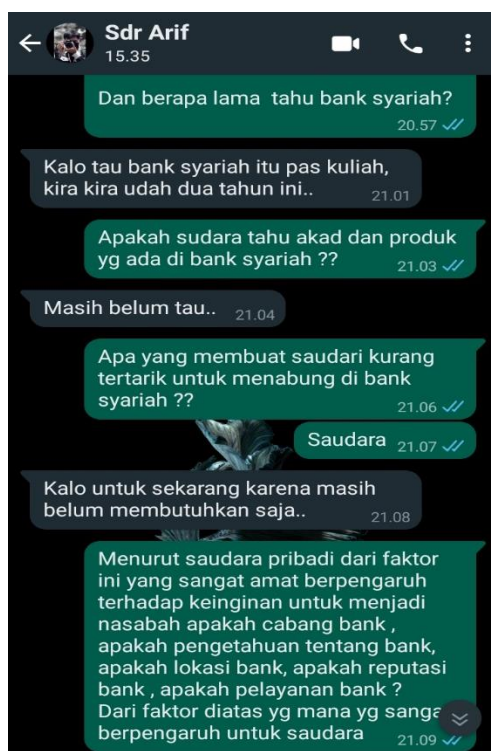 Sdr Arif
15.35
Dan berapa lama tahu bank syariah?
20.57
Kalo tau bank syariah itu pas kuliah,
kira kira udah dua tahun ini..
21.01
Apakah sudara tahu akad dan produk
yg ada di bank syariah ??
21.03
Masih belum tau..
21.04
Apa yang membuat saudari kurang
tertarik untuk menabung di bank
syariah ??
21.06
Saudara
21.07
Kalo untuk sekarang karena masih
belum membutuhkan saja..
21.08
Menurut saudara pribadi dari faktor
ini yang sangat amat berpengaruh
terhadap keinginan untuk menjadi
nasabah apakah cabang bank ,
apakah pengetahuan tentang bank,
apakah lokasi bank, apakah reputasi
bank , apakah pelayanan bank ?
Dari faktor diatas yg mana yg
berpengaruh untuk saudara
21.09